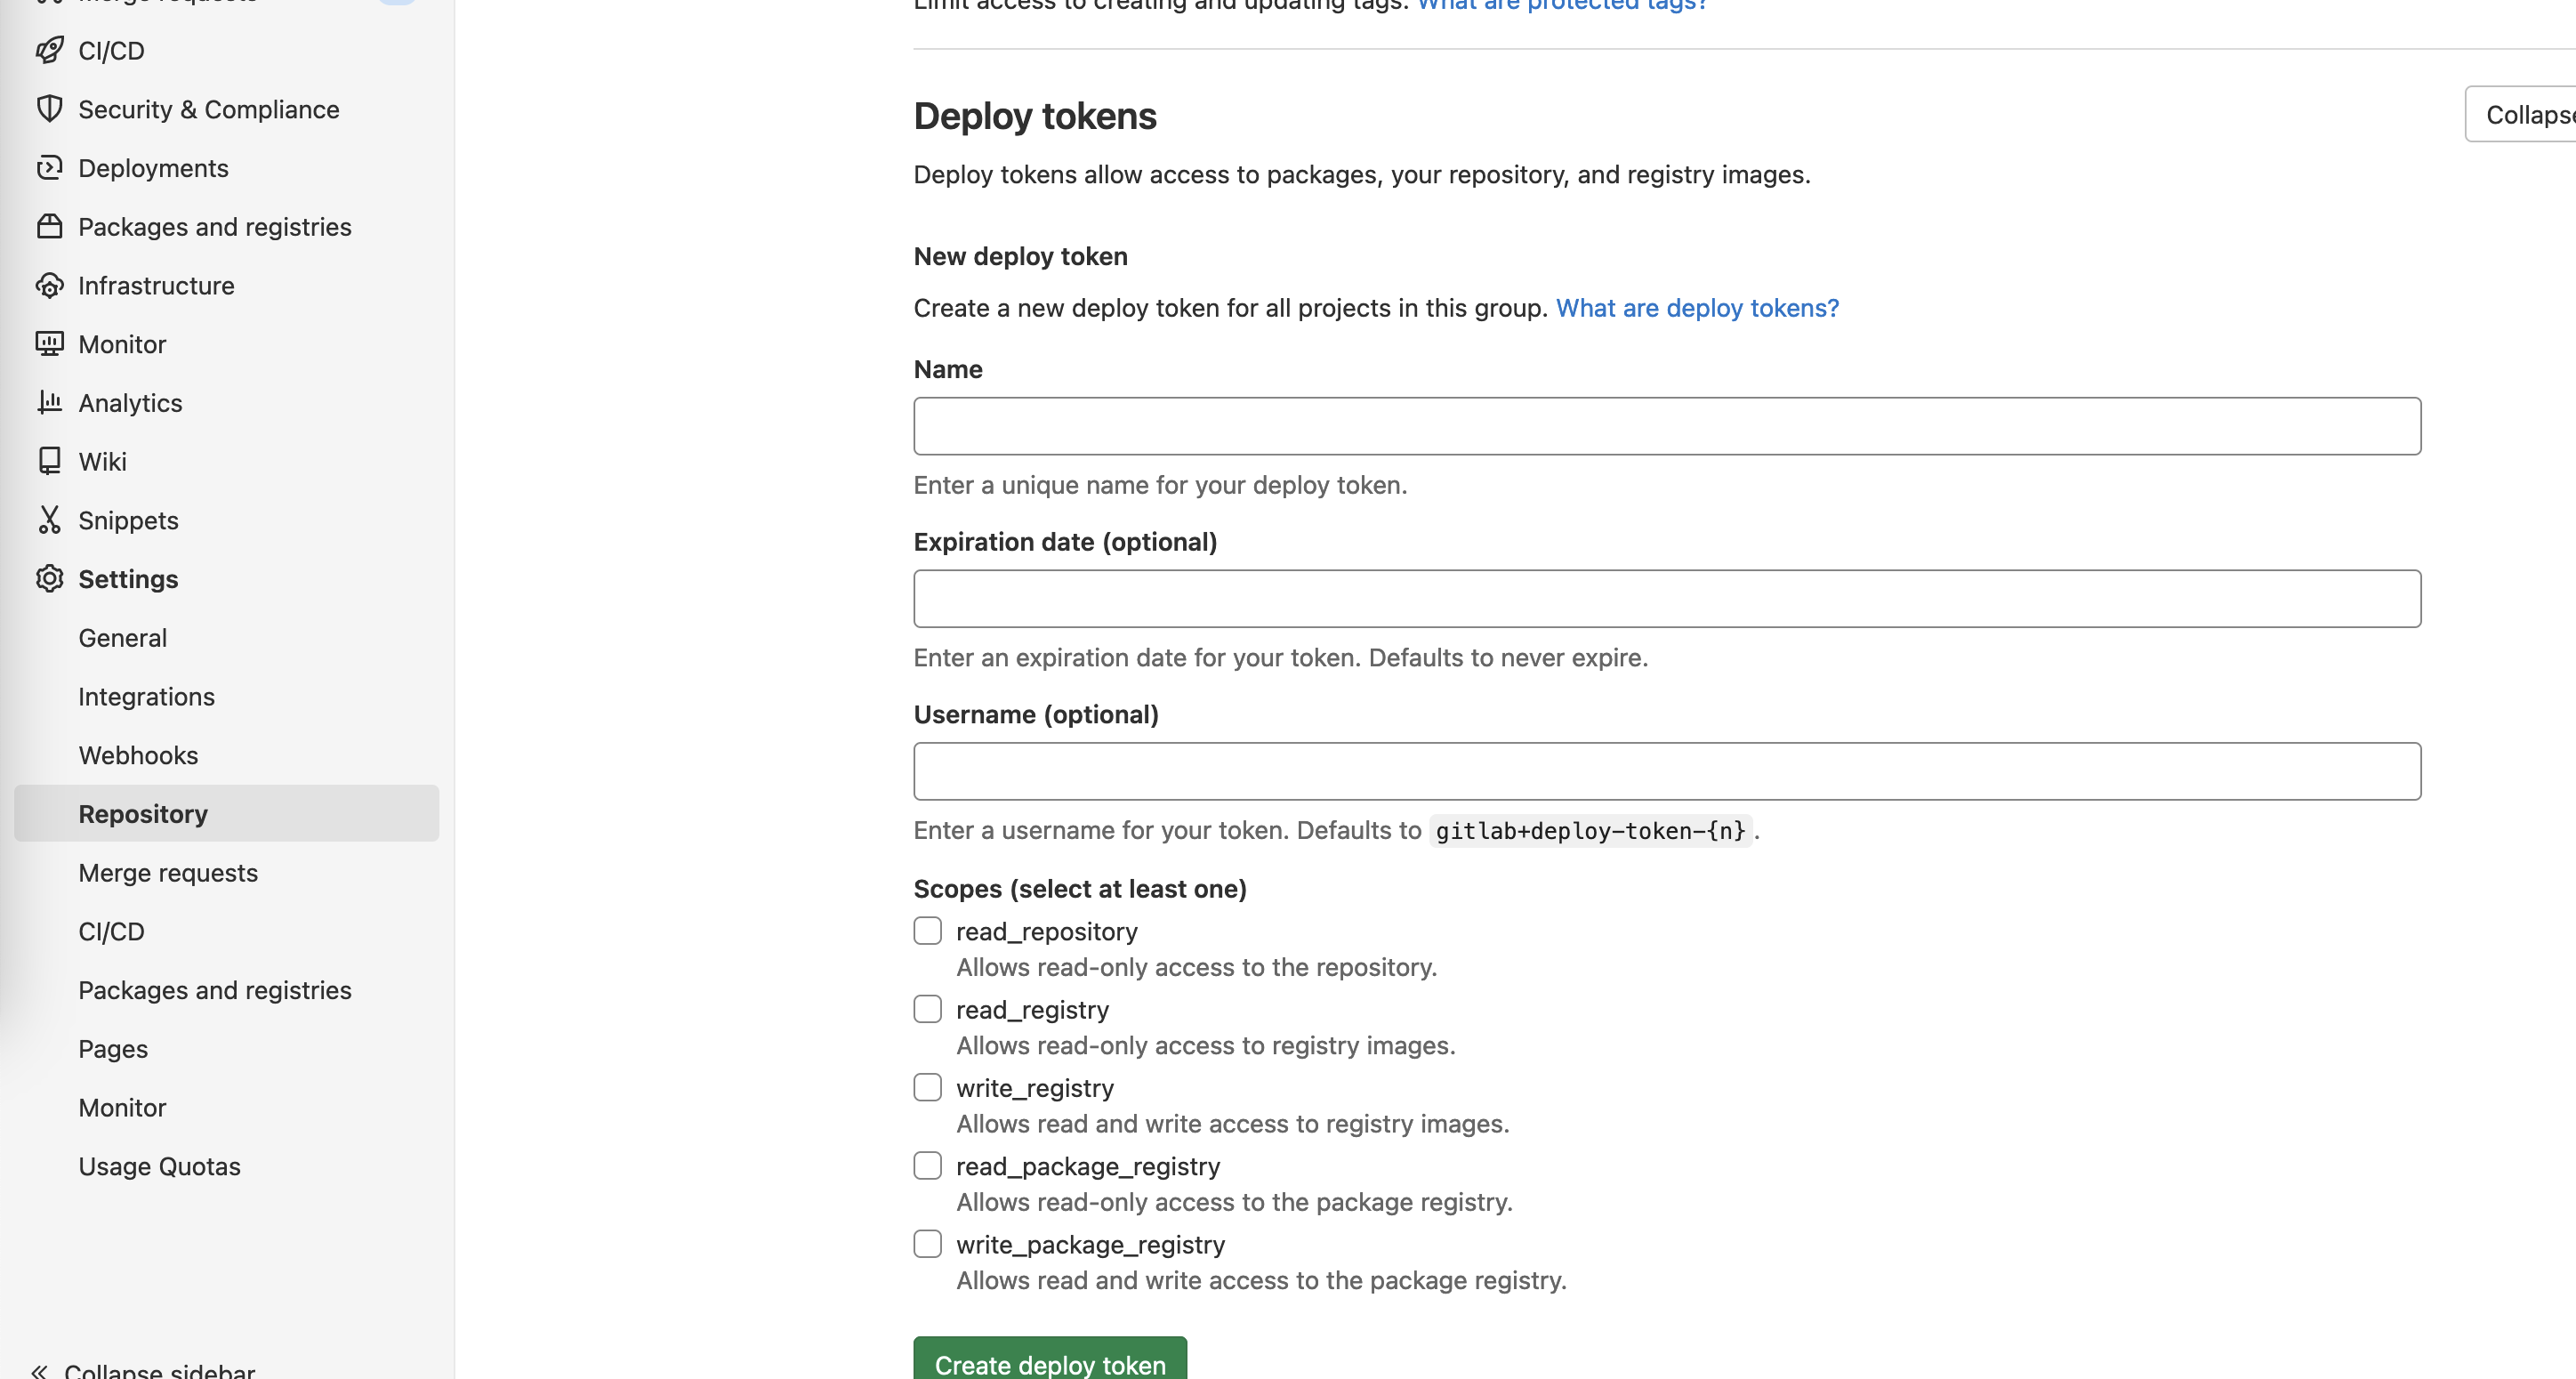 Merge requests
CI/CD
Security & Compliance
Deployments
Packages and registries
Infrastructure
Monitor
Analytics
Wiki
Snippets
Settings
General
Integrations
Webhooks
Repository
Merge requests
CI/CD
Packages and registries
Pages
Monitor
Usage Quotas
Collapse sidebar
Limit access to creating and updating tags. What are protected tags?
Deploy tokens
Collapse
Deploy tokens allow access to packages, your repository, and registry images.
New deploy token
Create a new deploy token for all projects in this group. What are deploy tokens?
Name
Enter a unique name for your deploy token.
Expiration date (optional)
Enter an expiration date for your token. Defaults to never expire.
Username (optional)
Enter a username for your token. Defaults to gitlab+deploy-token-{n}.
Scopes (select at least one)
read_repository
Allows read-only access to the repository.
read_registry
Allows read-only access to registry images.
write_registry
Allows read and write access to registry images.
read_package_registry
Allows read-only access to the package registry.
write_package_registry
Allows read and write access to the package registry.
Create deploy token